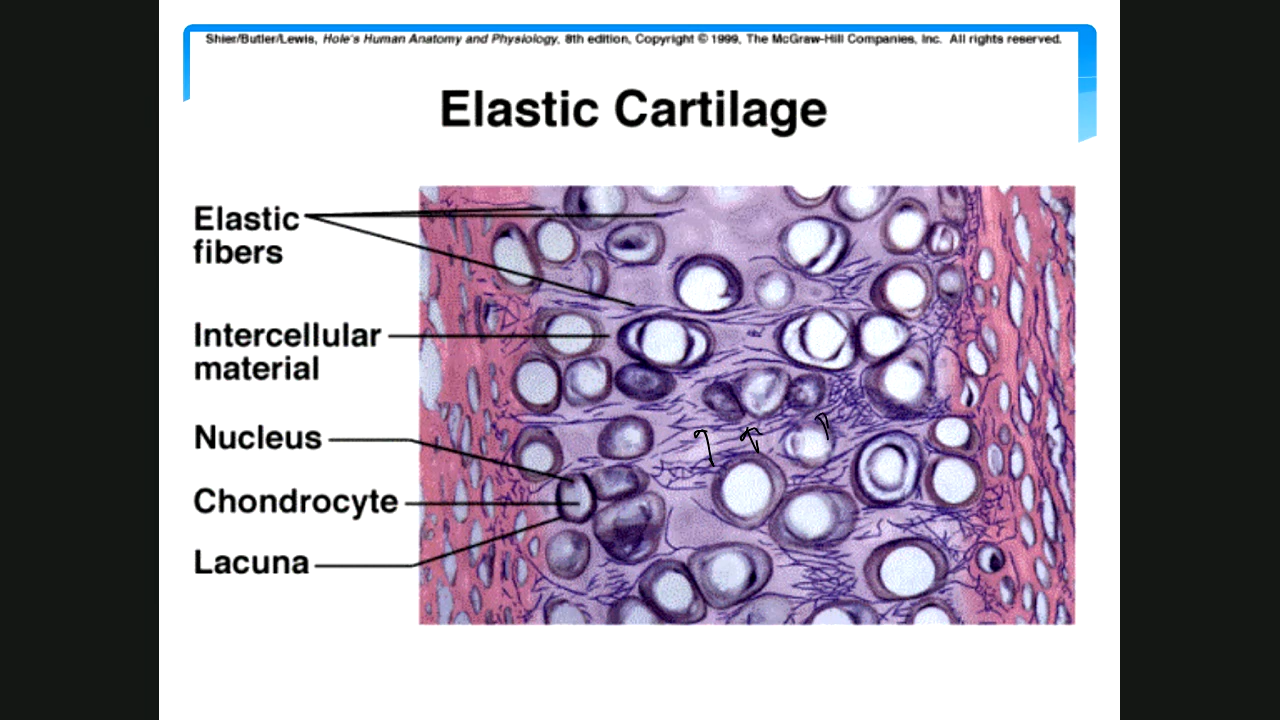 Shier/Butler/Lewis, Hole's Human Anatomy and Physiology, 8th edition, Copyright © 1999, The McGraw-Hill Companies, Inc. All rights reserved.
Elastic Cartilage
Elastic
fibers
Intercellular
material
Nucleus
Chondrocyte
Lacuna